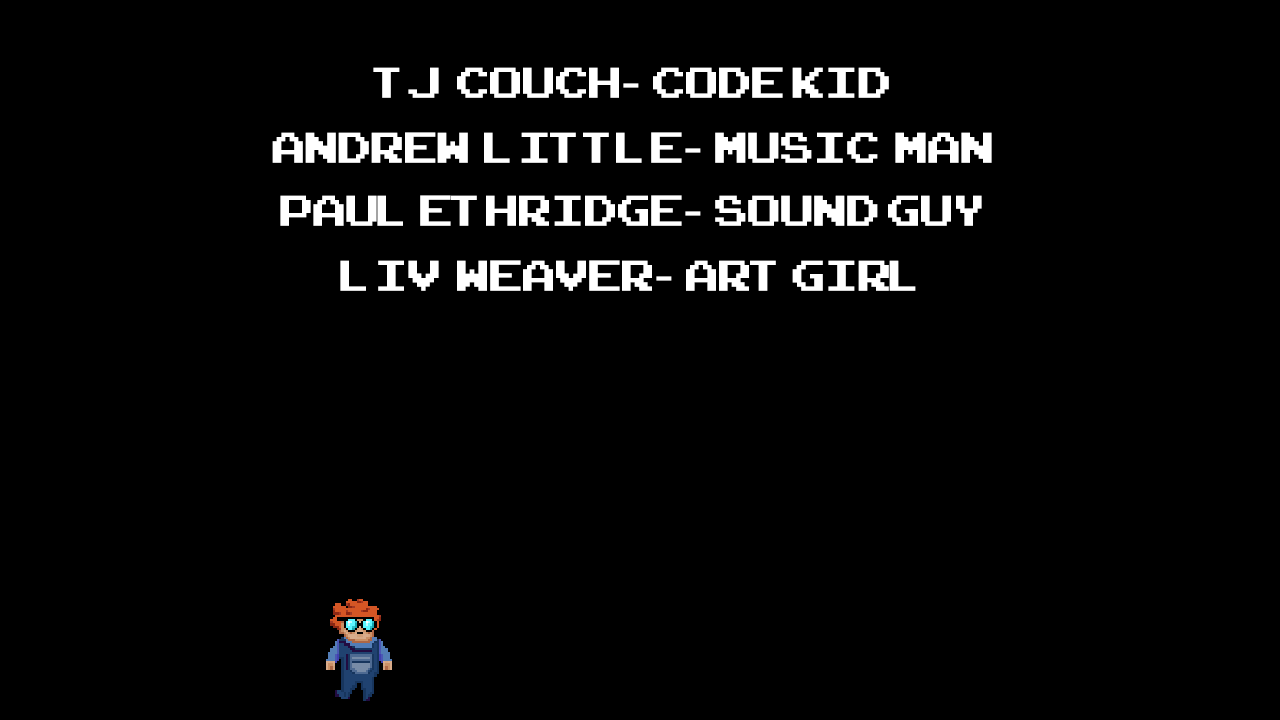 TJ COUCH- CODE KID
ANDREW LITTLE- MUSIC MAN
PAUL ETHRIDGE- SOUND GUY
LIV WEAVER- ART GIRL